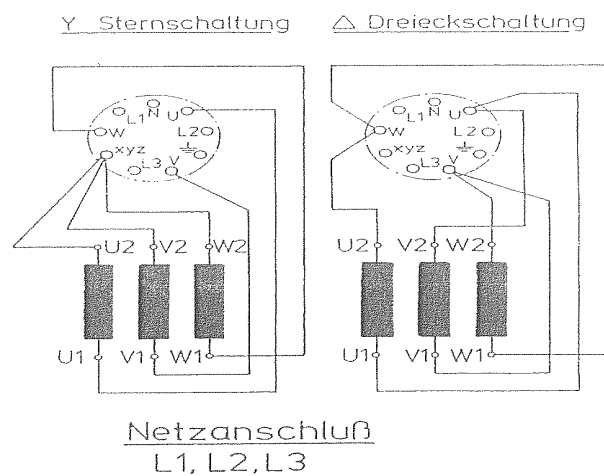 Y Sternschaltung
△ Dreieckschaltung
L1 N U
W L2
xyz L3 V
U2 V2 W2
U1 V1 W1
L1 N U
W L2
xyz L3 V
U2 V2 W2
U1 V1 W1
Netzanschluß
L1, L2, L3